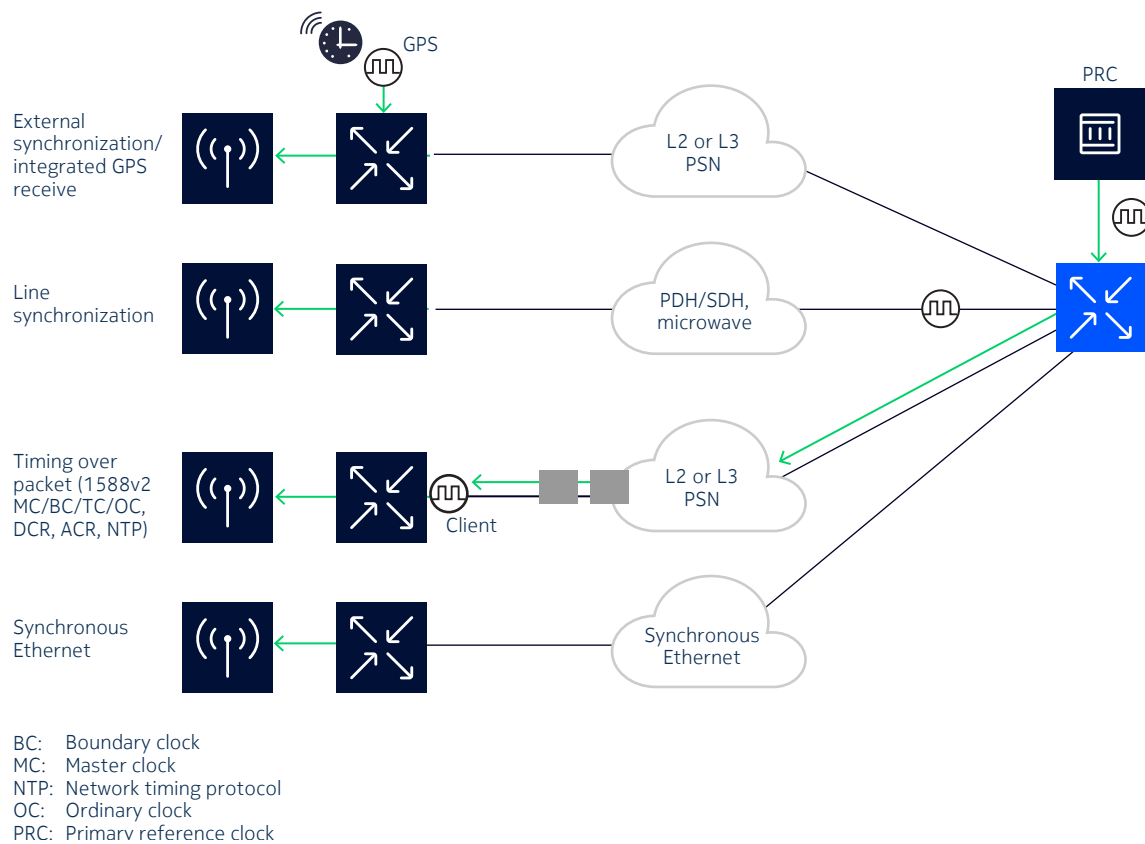 GPS
PRC
External
synchronization/
integrated GPS
receive
L2 or L3
PSN
Line
synchronization
PDH/SDH,
microwave
Timing over
packet (1588v2
MC/BC/TC/OC,
DCR, ACR, NTP)
L2 or L3
PSN
Client
Synchronous
Ethernet
Synchronous
Ethernet
BC: Boundary clock
MC: Master clock
NTP: Network timing protocol
OC: Ordinary clock
PRC: Primary reference clock